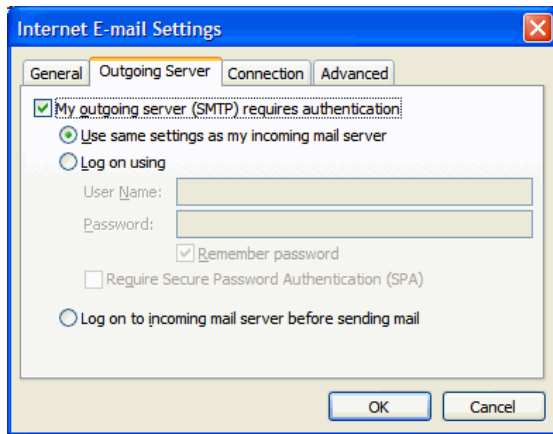 Internet E-mail Settings
General Outgoing Server Connection Advanced
My outgoing server (SMTP) requires authentication
Use same settings as my incoming mail server
Log on using
User Name:
Password:
Remember password
Require Secure Password Authentication (SPA)
Log on to incoming mail server before sending mail
OK Cancel